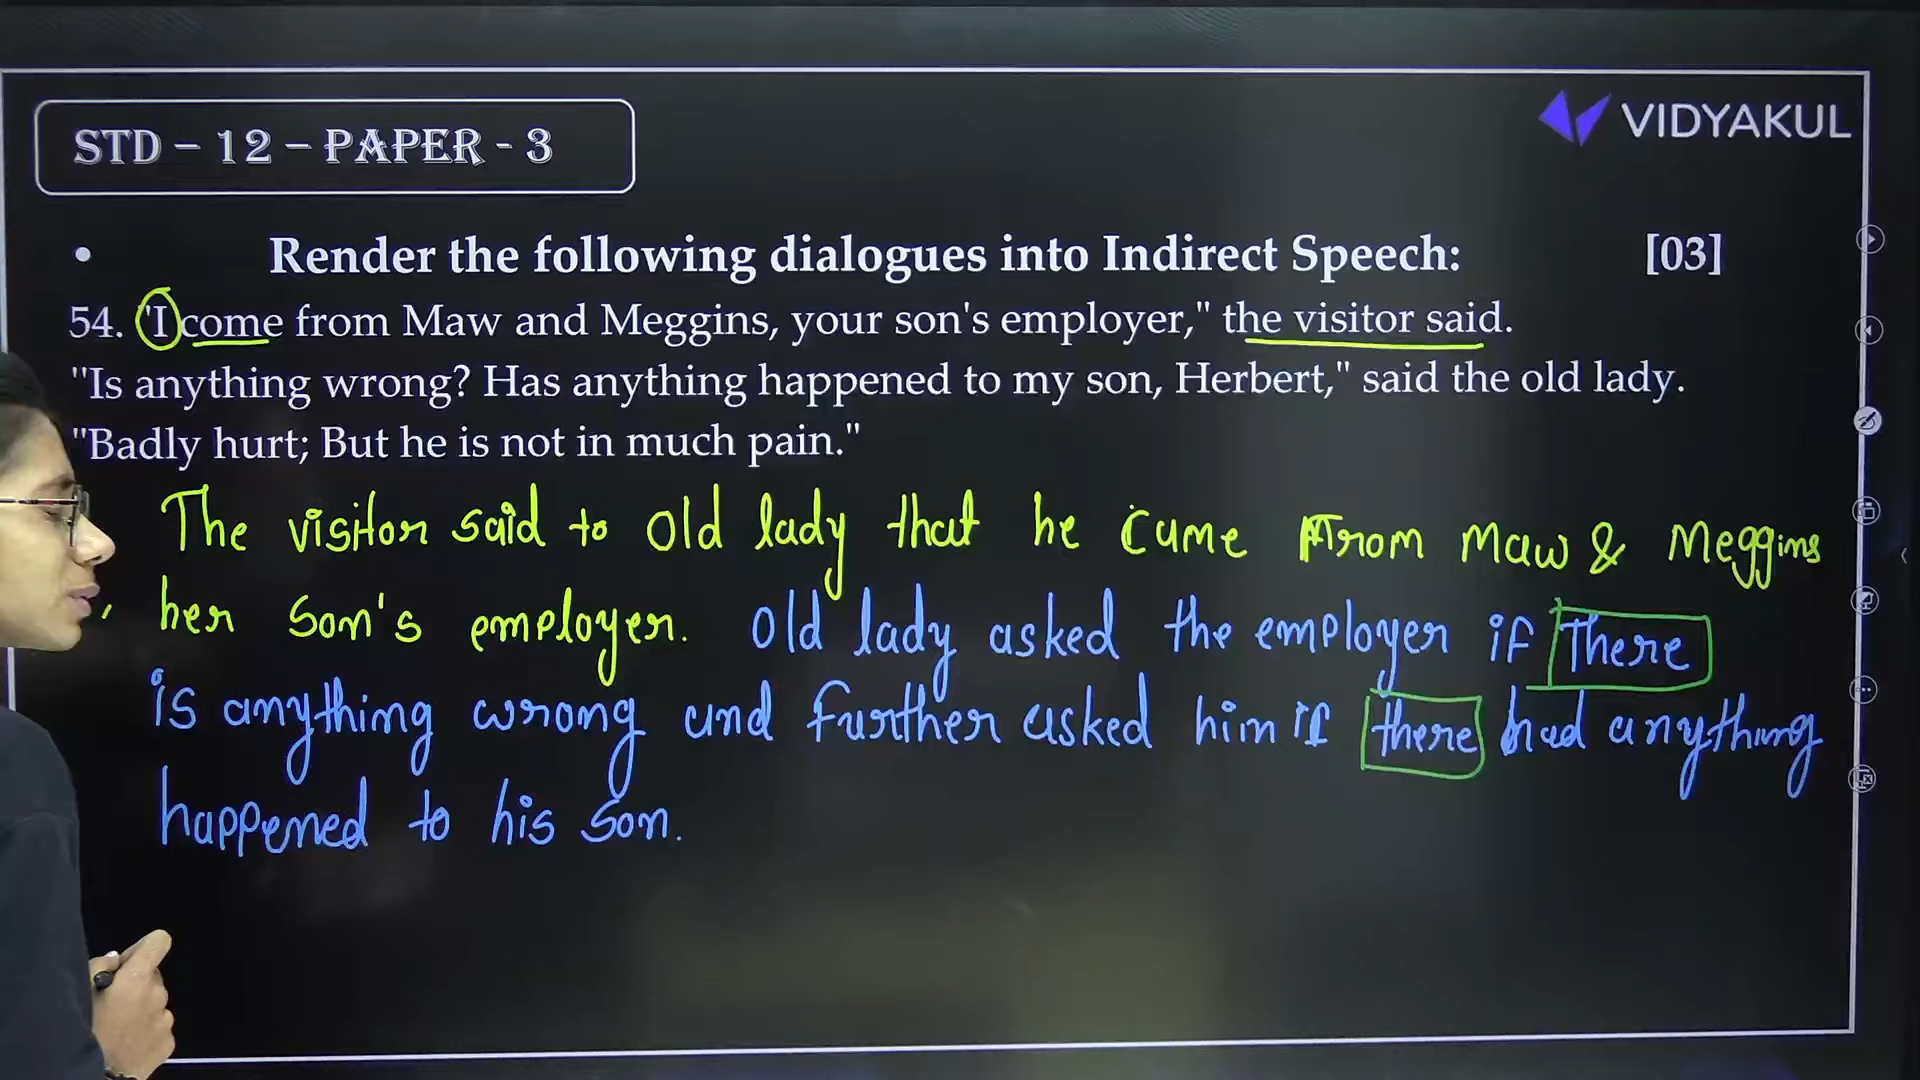 STD – 12 – PAPER - 3
VIDYAKUL
• Render the following dialogues into Indirect Speech: [03]
54. "I come from Maw and Meggins, your son's employer," the visitor said.
"Is anything wrong? Has anything happened to my son, Herbert," said the old lady.
"Badly hurt; But he is not in much pain."
The visitor said to old lady that he came from Maw & Meggins
, her son's employer. Old lady asked the employer if there
is anything wrong and further asked him if there had anything
happened to his son.